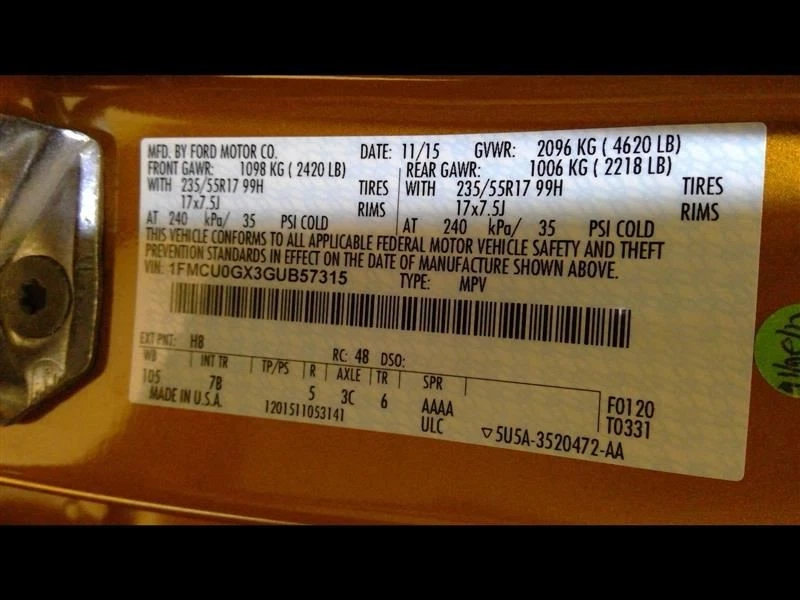 MFD. BY FORD MOTOR CO. DATE: 11/15 GVWR: 2096 KG ( 4620 LB)
FRONT GAWR: 1098 KG ( 2420 LB) REAR GAWR: 1006 KG ( 2218 LB)
WITH 235/55R17 99H TIRES WITH 235/55R17 99H TIRES
17x7.5J RIMS 17x7.5J RIMS
AT 240 kPa/ 35 PSI COLD AT 240 kPa/ 35 PSI COLD
THIS VEHICLE CONFORMS TO ALL APPLICABLE FEDERAL MOTOR VEHICLE SAFETY AND THEFT
PREVENTION STANDARDS IN EFFECT ON THE DATE OF MANUFACTURE SHOWN ABOVE.
VIN: 1FMCU0GX3GUB57315 TYPE: MPV
EXT PNT: H8 RC: 48 DSO:
WB INT TR TP/PS R AXLE TR SPR
105 7B 5 3C 6 AAAA F0120
MADE IN U.S.A. 1201511053141 ULC T0331
▽5U5A-3520472-AA